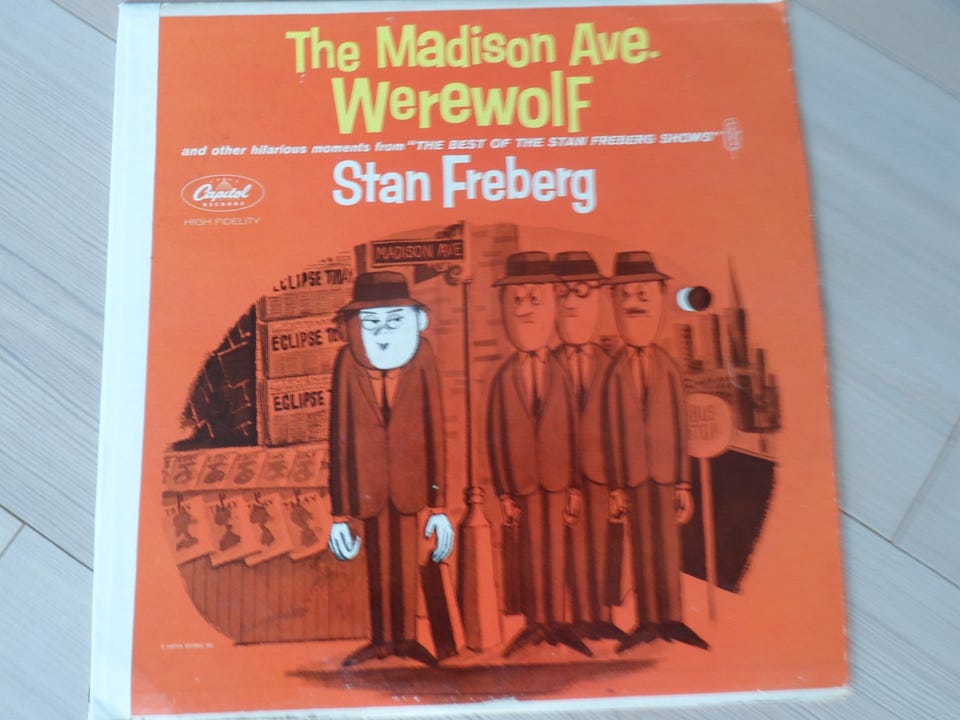 The Madison Ave.
Werewolf
and other hilarious moments from "THE BEST OF THE STAN FREBERG SHOWS!"
Stan Freberg
Capitol
RECORDS
HIGH FIDELITY
MADISON AVE
ECLIPSE
ECLIPSE
ECLIPSE
BUS
STOP